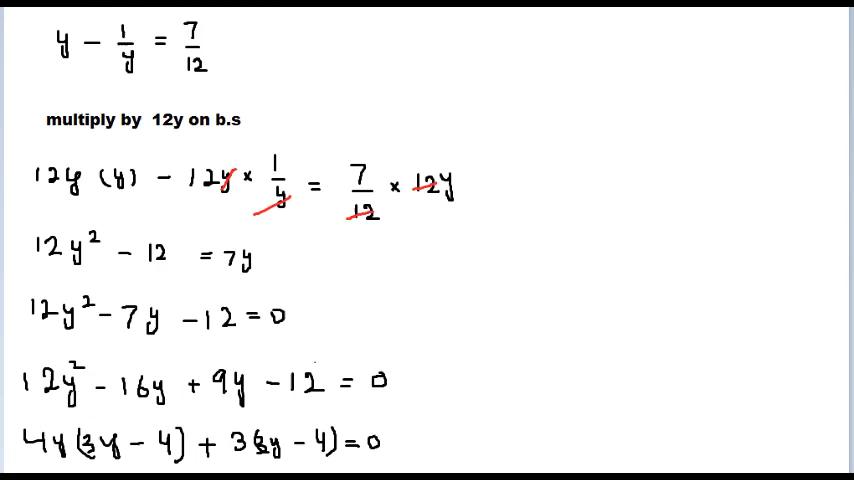 y - 1/y = 7/12
multiply by 12y on b.s
12y (y) - 12y × 1/y = 7/12 × 12y
12y² - 12 = 7y
12y² - 7y - 12 = 0
12y² - 16y + 9y - 12 = 0
4y(3y - 4) + 3(3y - 4) = 0